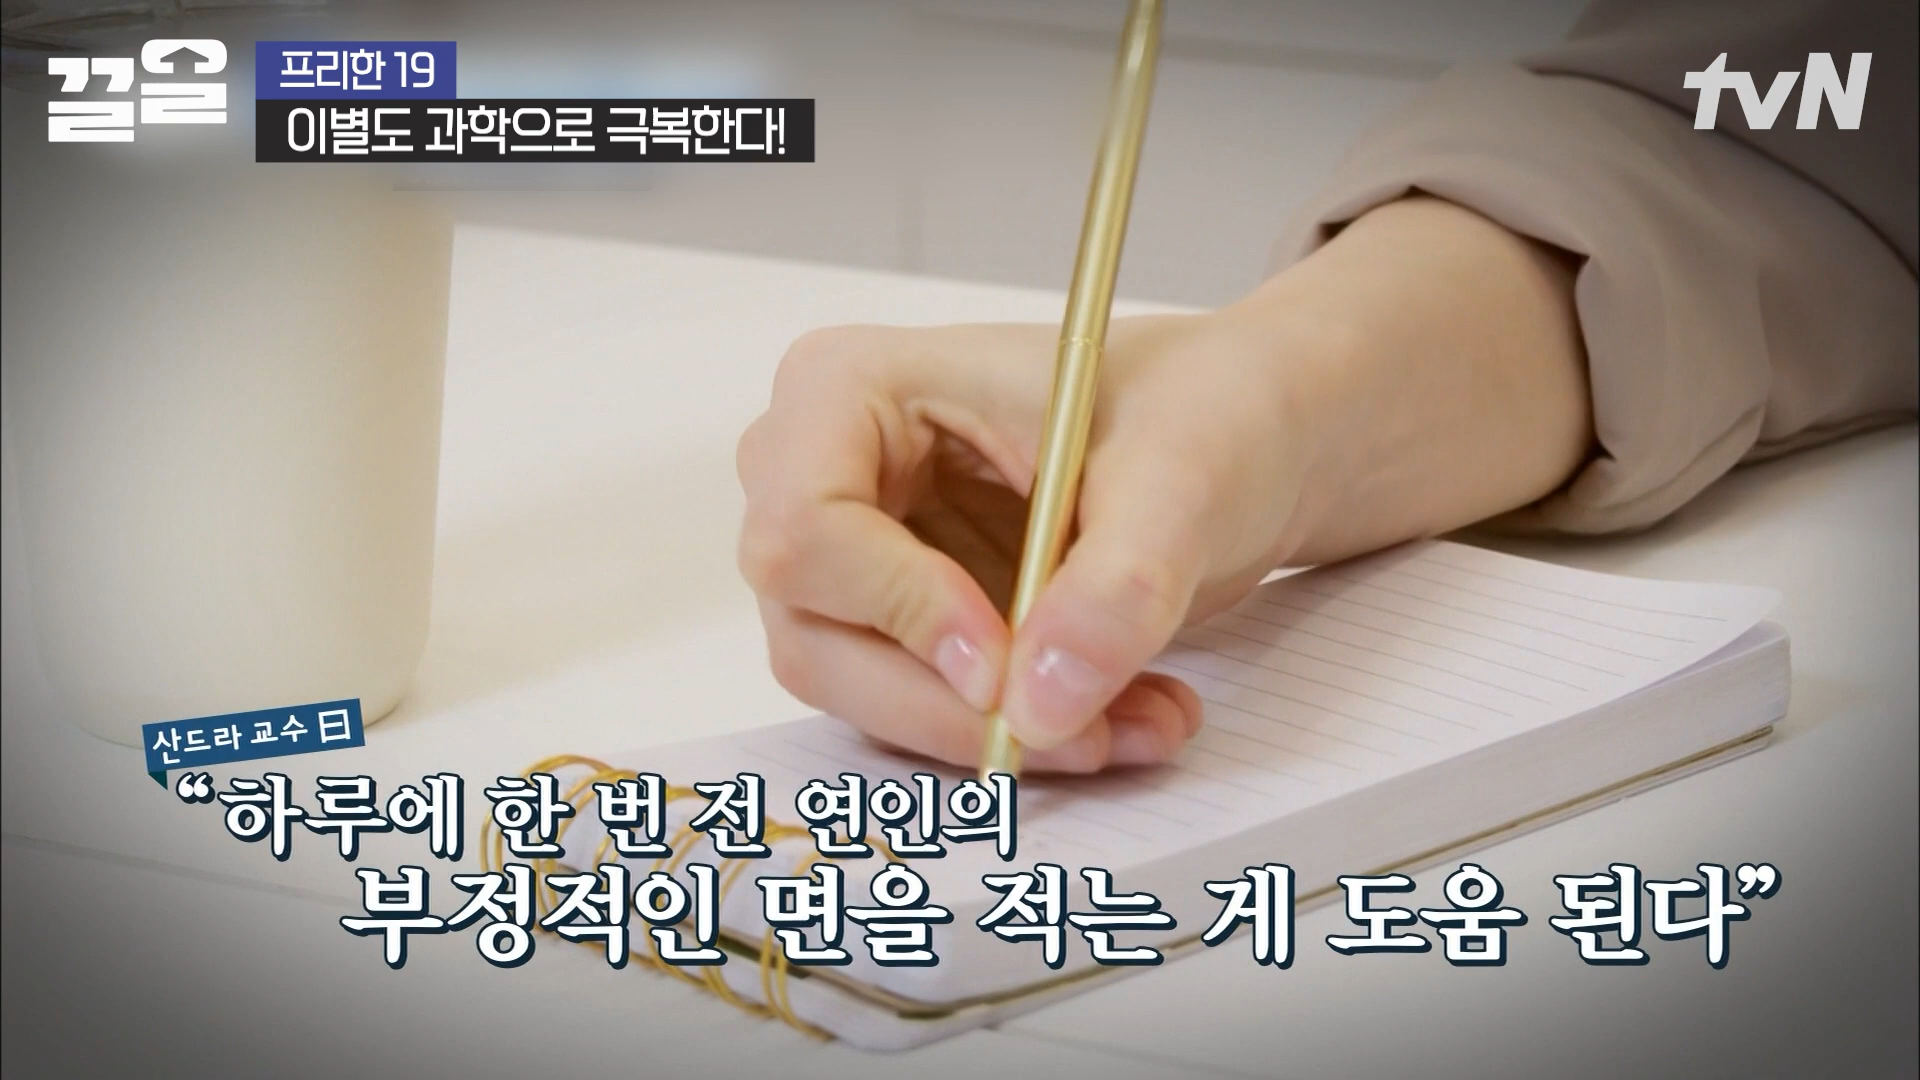 끌올
프리한 19
이별도 과학으로 극복한다!
tvN
산드라 교수 曰
“하루에 한 번 전 연인의
부정적인 면을 적는 게 도움 된다”